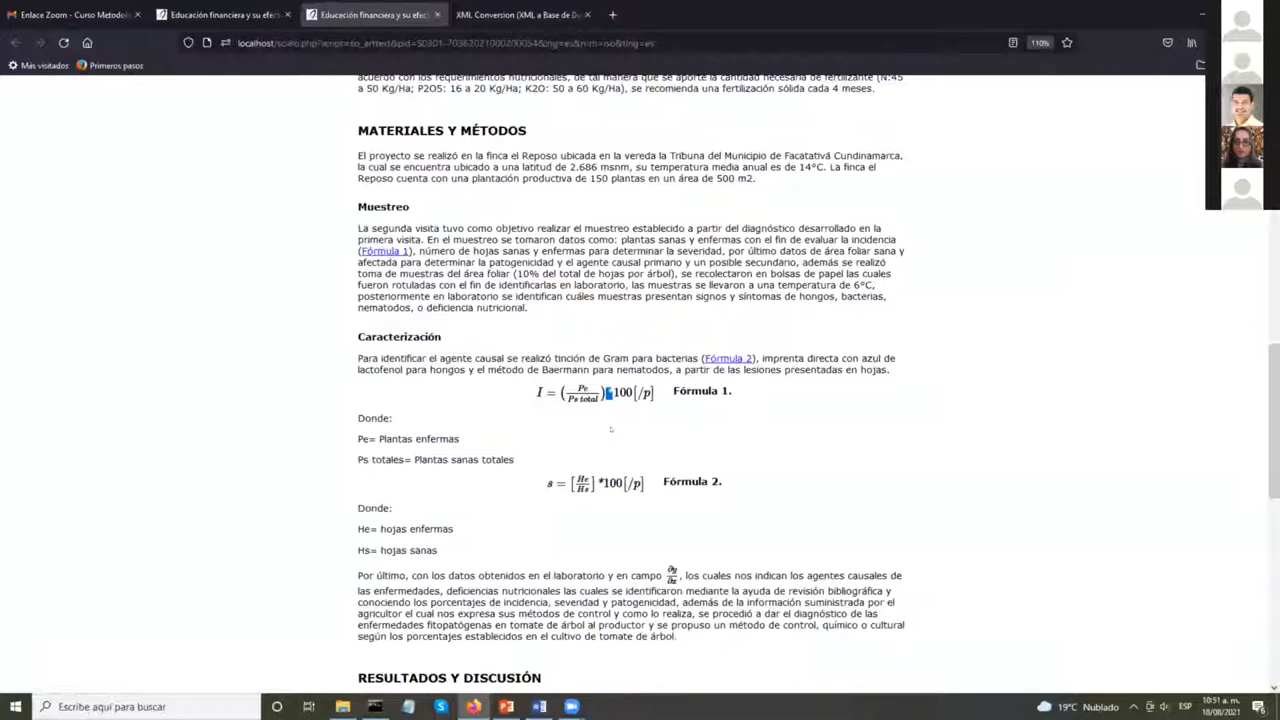 Enlace Zoom - Curso Metodolo
Educación financiera y su efec
Educación financiera y su efec
XML Conversion (XML a Base de Da
110%
Más visitados
Primeros pasos
acuerdo con los requerimientos nutricionales, de tal manera que se aporte la cantidad necesaria de fertilizante (N:45
a 50 Kg/Ha; P2O5: 16 a 20 Kg/Ha; K2O: 50 a 60 Kg/Ha), se recomienda una fertilización sólida cada 4 meses.
MATERIALES Y MÉTODOS
El proyecto se realizó en la finca el Reposo ubicada en la vereda la Tribuna del Municipio de Facatativá Cundinamarca,
la cual se encuentra ubicado a una latitud de 2.686 msnm, su temperatura media anual es de 14°C. La finca el
Reposo cuenta con una plantación productiva de 150 plantas en un área de 500 m2.
Muestreo
La segunda visita tuvo como objetivo realizar el muestreo establecido a partir del diagnóstico desarrollado en la
primera visita. En el muestreo se tomaron datos como: plantas sanas y enfermas con el fin de evaluar la incidencia
(Fórmula 1), número de hojas sanas y enfermas para determinar la severidad, por último datos de área foliar sana y
afectada para determinar la patogenicidad y el agente causal primario y un posible secundario, además se realizó
toma de muestras del área foliar (10% del total de hojas por árbol), se recolectaron en bolsas de papel las cuales
fueron rotuladas con el fin de identificarlas en laboratorio, las muestras se llevaron a una temperatura de 6°C,
posteriormente en laboratorio se identifican cuáles muestras presentan signos y síntomas de hongos, bacterias,
nematodos, o deficiencia nutricional.
Caracterización
Para identificar el agente causal se realizó tinción de Gram para bacterias (Fórmula 2), imprenta directa con azul de
lactofenol para hongos y el método de Baermann para nematodos, a partir de las lesiones presentadas en hojas.
I = (Pe/Ps total)*100[/p] Fórmula 1.
Donde:
Pe= Plantas enfermas
Ps totales= Plantas sanas totales
s = [He/Hs] *100[/p] Fórmula 2.
Donde:
He= hojas enfermas
Hs= hojas sanas
Por último, con los datos obtenidos en el laboratorio y en campo ∂y/∂x, los cuales nos indican los agentes causales de
las enfermedades, deficiencias nutricionales las cuales se identificaron mediante la ayuda de revisión bibliográfica y
conociendo los porcentajes de incidencia, severidad y patogenicidad, además de la información suministrada por el
agricultor el cual nos expresa sus métodos de control y como lo realiza, se procedió a dar el diagnóstico de las
enfermedades fitopatógenas en tomate de árbol al productor y se propuso un método de control, químico o cultural
según los porcentajes establecidos en el cultivo de tomate de árbol.
RESULTADOS Y DISCUSIÓN
Escribe aquí para buscar
19°C Nublado
ESP
10:51 a. m.
18/08/2021